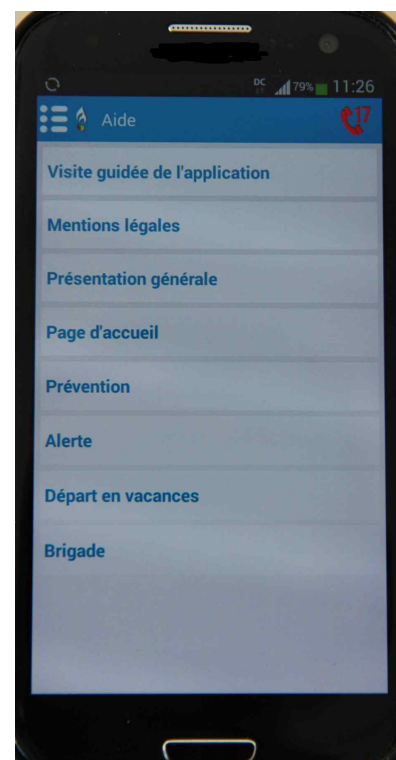 DC 79% 11:26
Aide 17
Visite guidée de l'application
Mentions légales
Présentation générale
Page d'accueil
Prévention
Alerte
Départ en vacances
Brigade